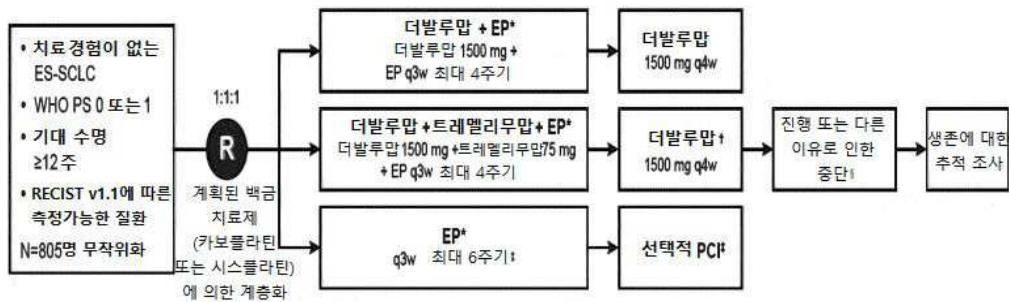 • 치료경험이 없는
ES-SCLC
• WHO PS 0 또는 1
• 기대 수명
≥12주
• RECIST v1.1에 따른
측정가능한 질환
N=805명 무작위화
1:1:1
R
계획된 백금
치료제
(카보플라틴
또는 시스플라틴)
에 의한 계층화
더발루맙 + EP*
더발루맙 1500 mg +
EP q3w 최대 4주기
더발루맙
1500 mg q4w
더발루맙 +트레멜리무맙+ EP*
더발루맙 1500 mg +트레멜리무맙75 mg
+ EP q3w 최대 4주기
더발루맙†
1500 mg q4w
진행 또는 다른
이유로 인한
중단§
생존에 대한
추적 조사
EP*
q3w 최대 6주기‡
선택적 PCI‡